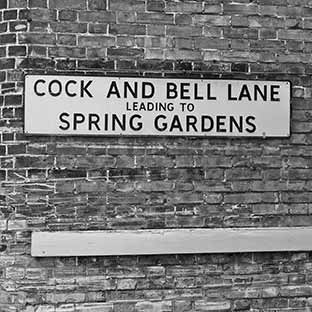 COCK AND BELL LANE
LEADING TO
SPRING GARDENS